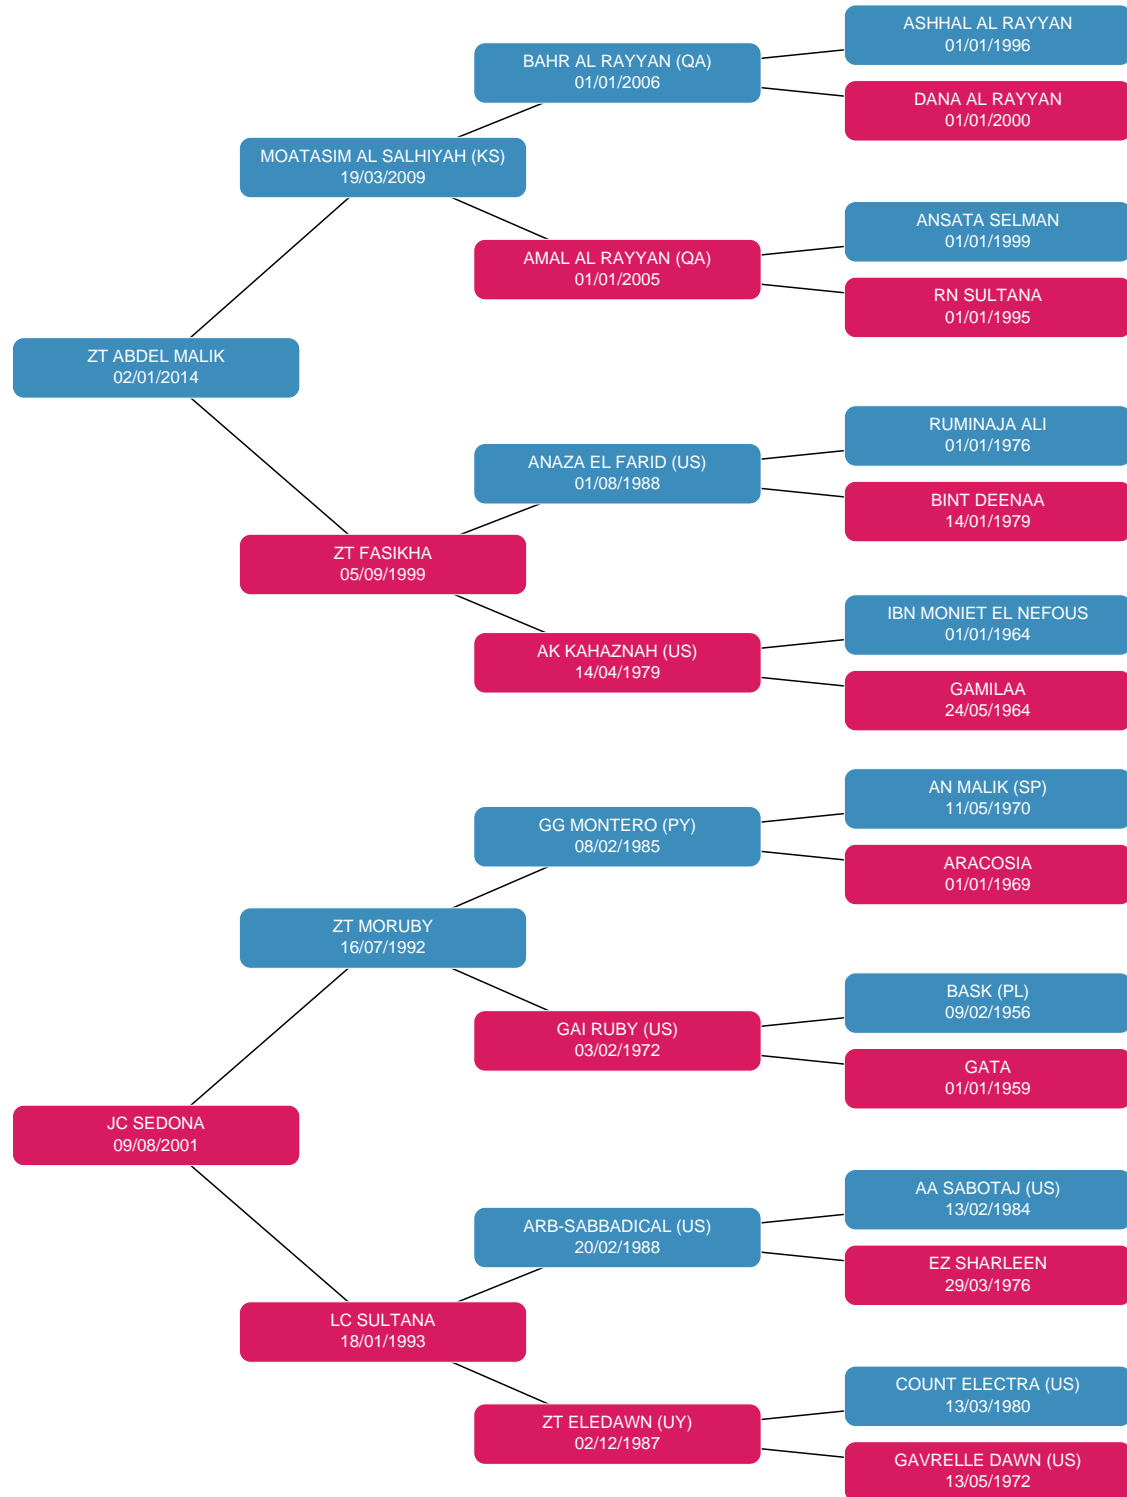 ASHHAL AL RAYYAN
01/01/1996
BAHR AL RAYYAN (QA)
01/01/2006
DANA AL RAYYAN
01/01/2000
MOATASIM AL SALHIYAH (KS)
19/03/2009
ANSATA SELMAN
01/01/1999
AMAL AL RAYYAN (QA)
01/01/2005
RN SULTANA
01/01/1995
ZT ABDEL MALIK
02/01/2014
RUMINAJA ALI
01/01/1976
ANAZA EL FARID (US)
01/08/1988
BINT DEENAA
14/01/1979
ZT FASIKHA
05/09/1999
IBN MONIET EL NEFOUS
01/01/1964
AK KAHAZNAH (US)
14/04/1979
GAMILAA
24/05/1964
AN MALIK (SP)
11/05/1970
GG MONTERO (PY)
08/02/1985
ARACOSIA
01/01/1969
ZT MORUBY
16/07/1992
BASK (PL)
09/02/1956
GAI RUBY (US)
03/02/1972
GATA
01/01/1959
JC SEDONA
09/08/2001
AA SABOTAJ (US)
13/02/1984
ARB-SABBADICAL (US)
20/02/1988
EZ SHARLEEN
29/03/1976
LC SULTANA
18/01/1993
COUNT ELECTRA (US)
13/03/1980
ZT ELEDAWN (UY)
02/12/1987
GAVRELLE DAWN (US)
13/05/1972